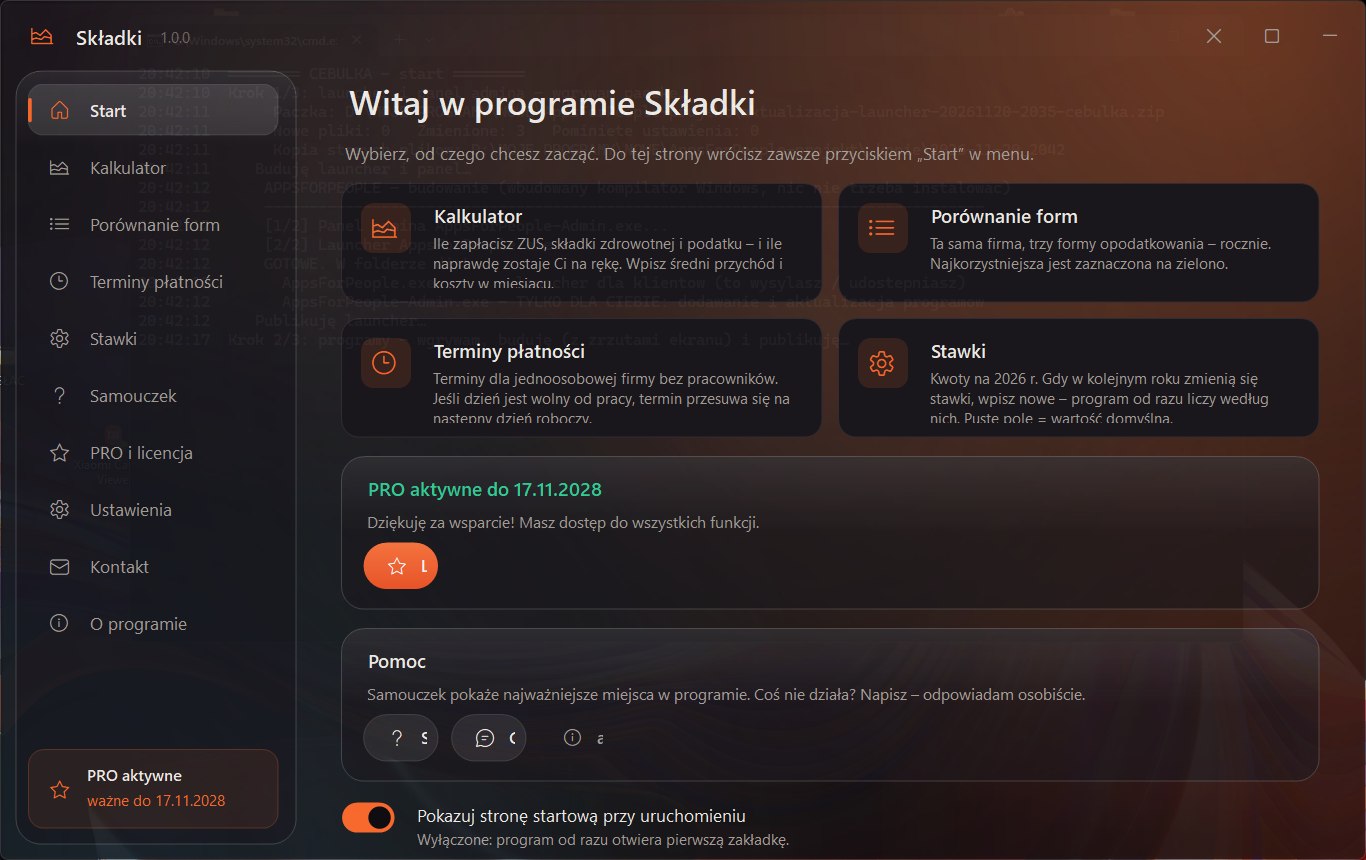 Składki 1.0.0
Start
Kalkulator
Porównanie form
Terminy płatności
Stawki
Samouczek
PRO i licencja
Ustawienia
Kontakt
O programie
PRO aktywne
ważne do 17.11.2028
Witaj w programie Składki
Wybierz, od czego chcesz zacząć. Do tej strony wrócisz zawsze przyciskiem „Start” w menu.
Kalkulator
Ile zapłacisz ZUS, składki zdrowotnej i podatku – i ile
naprawdę zostaje Ci na rękę. Wpisz średni przychód i
koszty w miesiącu.
Porównanie form
Ta sama firma, trzy formy opodatkowania – rocznie.
Najkorzystniejsza jest zaznaczona na zielono.
Terminy płatności
Terminy dla jednoosobowej firmy bez pracowników.
Jeśli dzień jest wolny od pracy, termin przesuwa się na
następny dzień roboczy.
Stawki
Kwoty na 2026 r. Gdy w kolejnym roku zmienią się
stawki, wpisz nowe – program od razu liczy według
nich. Puste pole = wartość domyślna.
PRO aktywne do 17.11.2028
Dziękuję za wsparcie! Masz dostęp do wszystkich funkcji.
Pomoc
Samouczek pokaże najważniejsze miejsca w programie. Coś nie działa? Napisz – odpowiadam osobiście.
Pokazuj stronę startową przy uruchomieniu
Wyłączone: program od razu otwiera pierwszą zakładkę.